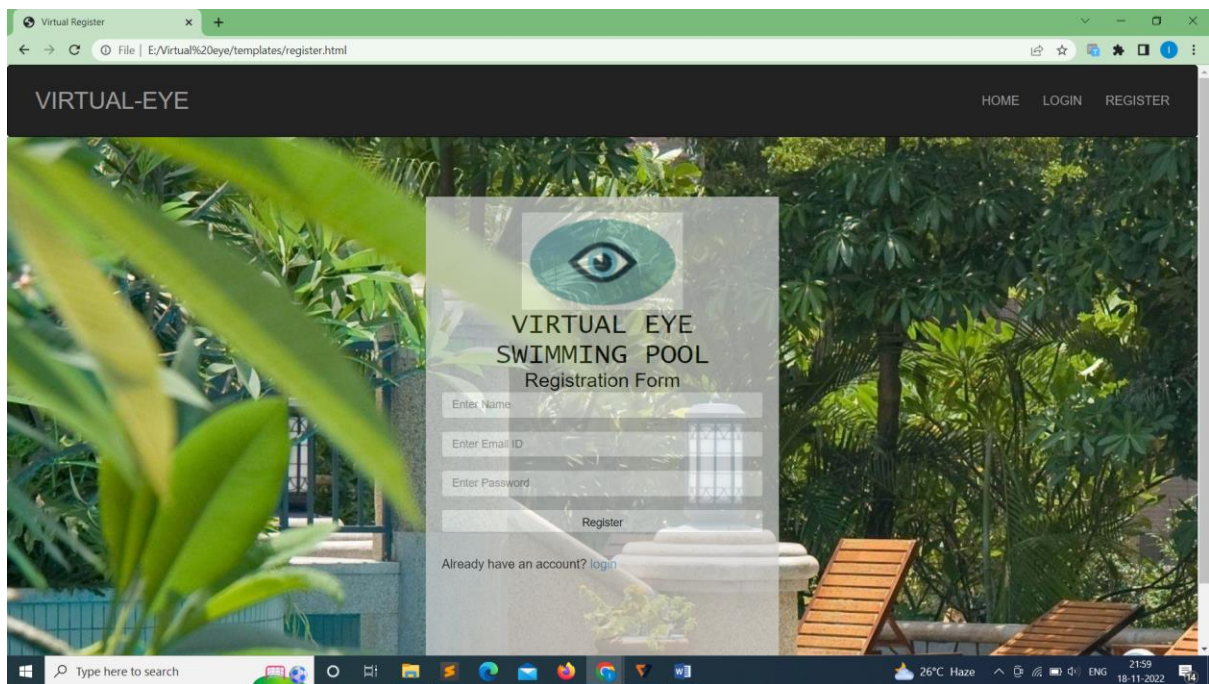 Virtual Register
File | E:/Virtual%20eye/templates/register.html
VIRTUAL-EYE
HOME LOGIN REGISTER
VIRTUAL EYE
SWIMMING POOL
Registration Form
Enter Name
Enter Email ID
Enter Password
Register
Already have an account? login
Type here to search
26°C Haze
ENG
21:59
18-11-2022
14